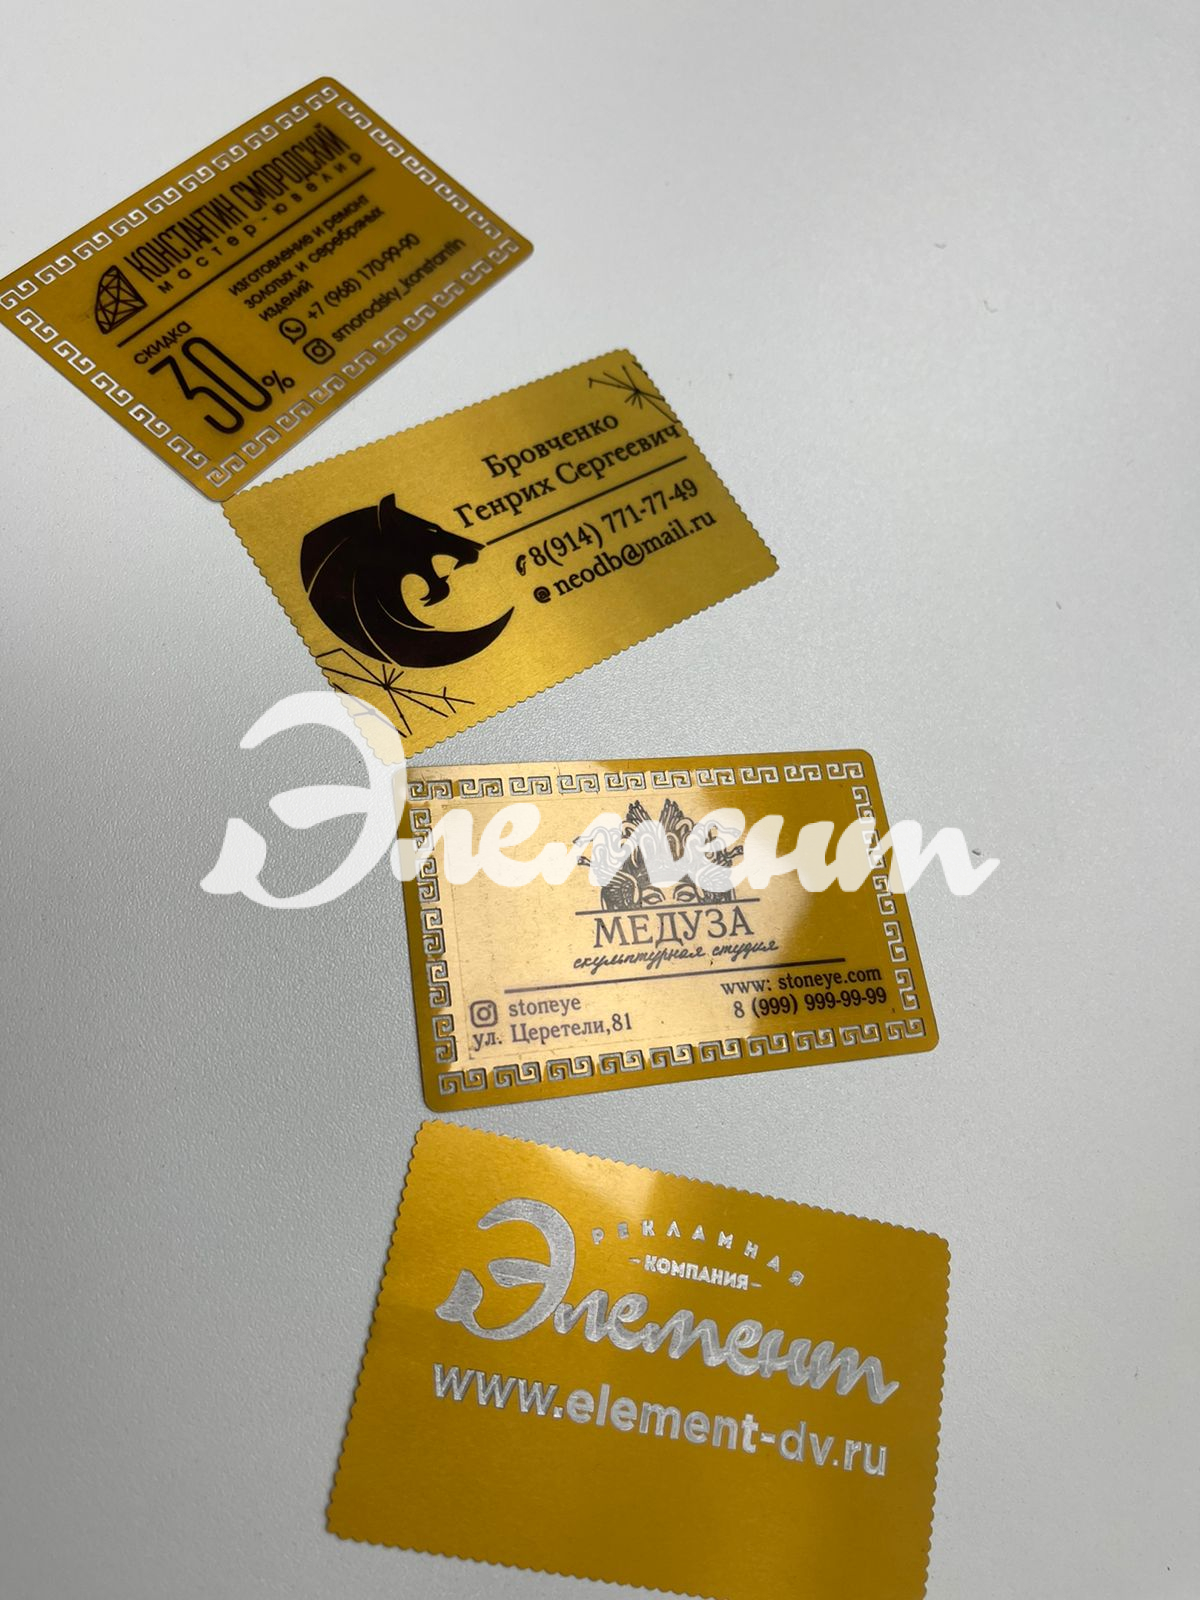 КОНСТАНТИН СМОРОДСКИЙ
мастер-ювелир
изготовление и ремонт
золотых и серебряных
изделий
скидка
30%
+7 (968) 170-99-90
smorodsky_konstantin
Бровченко
Генрих Сергеевич
8(914) 771-77-49
@ neodb@mail.ru
Элемент
МЕДУЗА
скульптурная студия
stoneye
ул. Церетели,81
www: stoneye.com
8 (999) 999-99-99
РЕКЛАМНАЯ
-КОМПАНИЯ-
Элемент
www.element-dv.ru